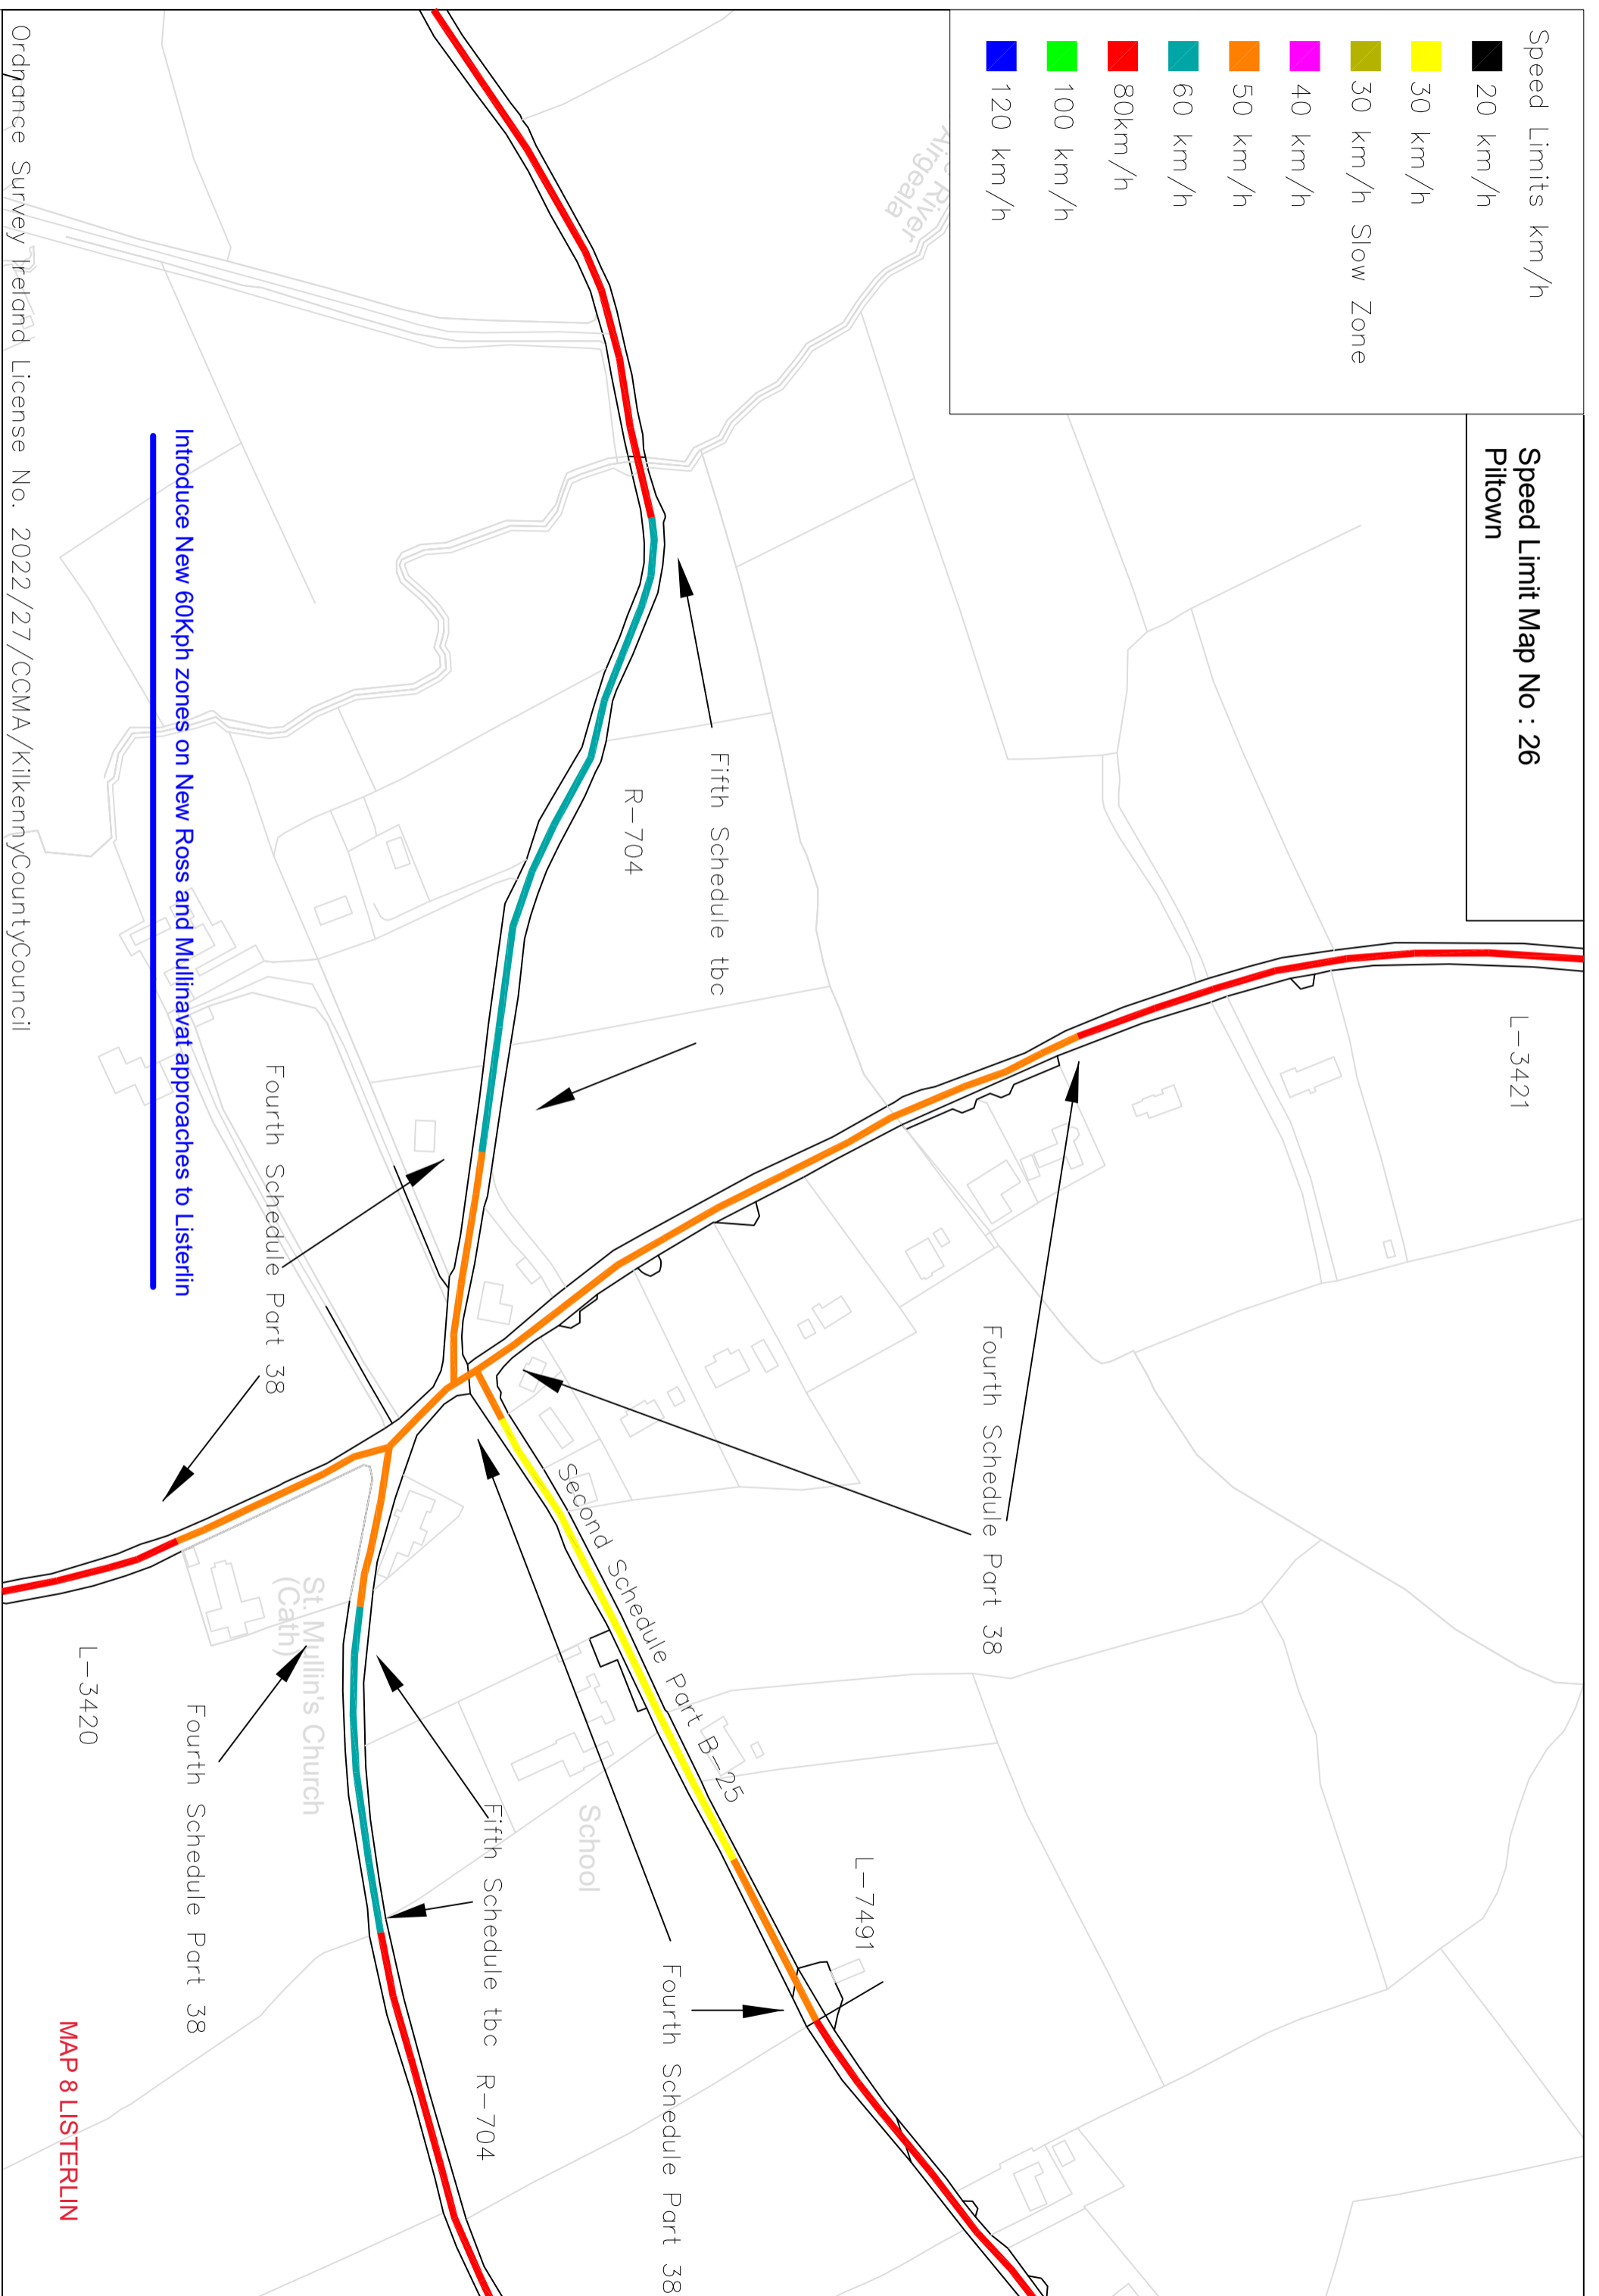 Speed Limits km/h
20 km/h
30 km/h
30 km/h Slow Zone
40 km/h
50 km/h
60 km/h
80km/h
100 km/h
120 km/h
Speed Limit Map No : 26
Piltown
River
Airgeala
L-3421
Fifth Schedule tbc
R-704
Fourth Schedule Part 38
Second Schedule Part B-25
L-7491
School
Fourth Schedule Part 38
Fifth Schedule tbc
R-704
St. Mullin's Church
(Cath)
Fourth Schedule Part 38
Fourth Schedule Part 38
L-3420
Introduce New 60Kph zones on New Ross and Mullinavat approaches to Listerlin
MAP 8 LISTERLIN
Ordnance Survey Ireland License No. 2022/27/CCMA/KilkennyCountyCouncil